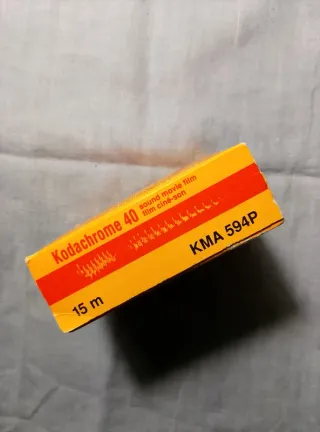 Kodachrome 40
sound movie film
film ciné-son
15 m
KMA 594P